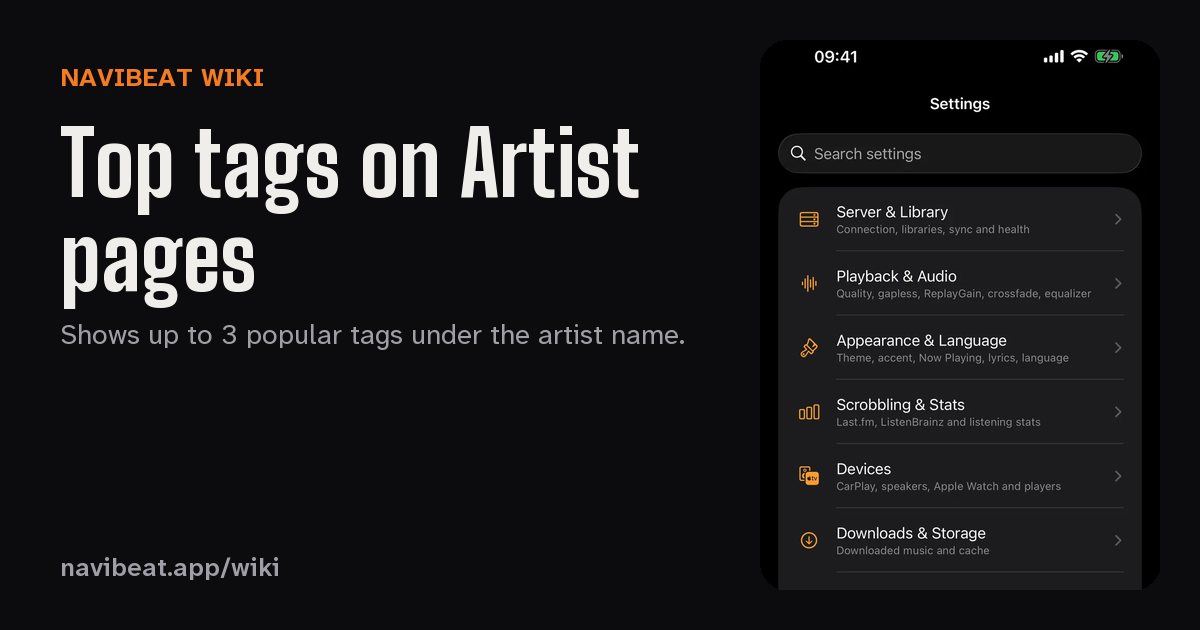 NAVIBEAT WIKI
Top tags on Artist
pages
Shows up to 3 popular tags under the artist name.
navibeat.app/wiki
09:41
Settings
Search settings
Server & Library
Connection, libraries, sync and health
Playback & Audio
Quality, gapless, ReplayGain, crossfade, equalizer
Appearance & Language
Theme, accent, Now Playing, lyrics, language
Scrobbling & Stats
Last.fm, ListenBrainz and listening stats
Devices
CarPlay, speakers, Apple Watch and players
Downloads & Storage
Downloaded music and cache